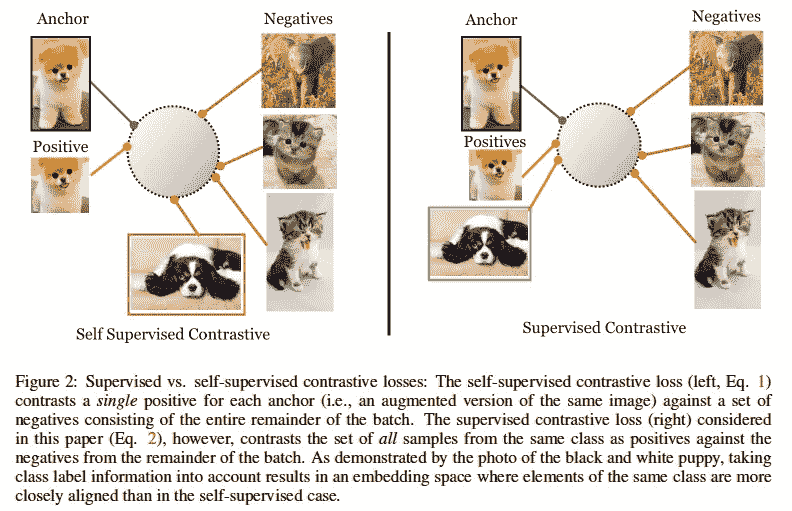 Anchor
Negatives
Positive
Self Supervised Contrastive
Anchor
Negatives
Positives
Supervised Contrastive
Figure 2: Supervised vs. self-supervised contrastive losses: The self-supervised contrastive loss (left, Eq. 1)
contrasts a single positive for each anchor (i.e., an augmented version of the same image) against a set of
negatives consisting of the entire remainder of the batch. The supervised contrastive loss (right) considered
in this paper (Eq. 2), however, contrasts the set of all samples from the same class as positives against the
negatives from the remainder of the batch. As demonstrated by the photo of the black and white puppy, taking
class label information into account results in an embedding space where elements of the same class are more
closely aligned than in the self-supervised case.